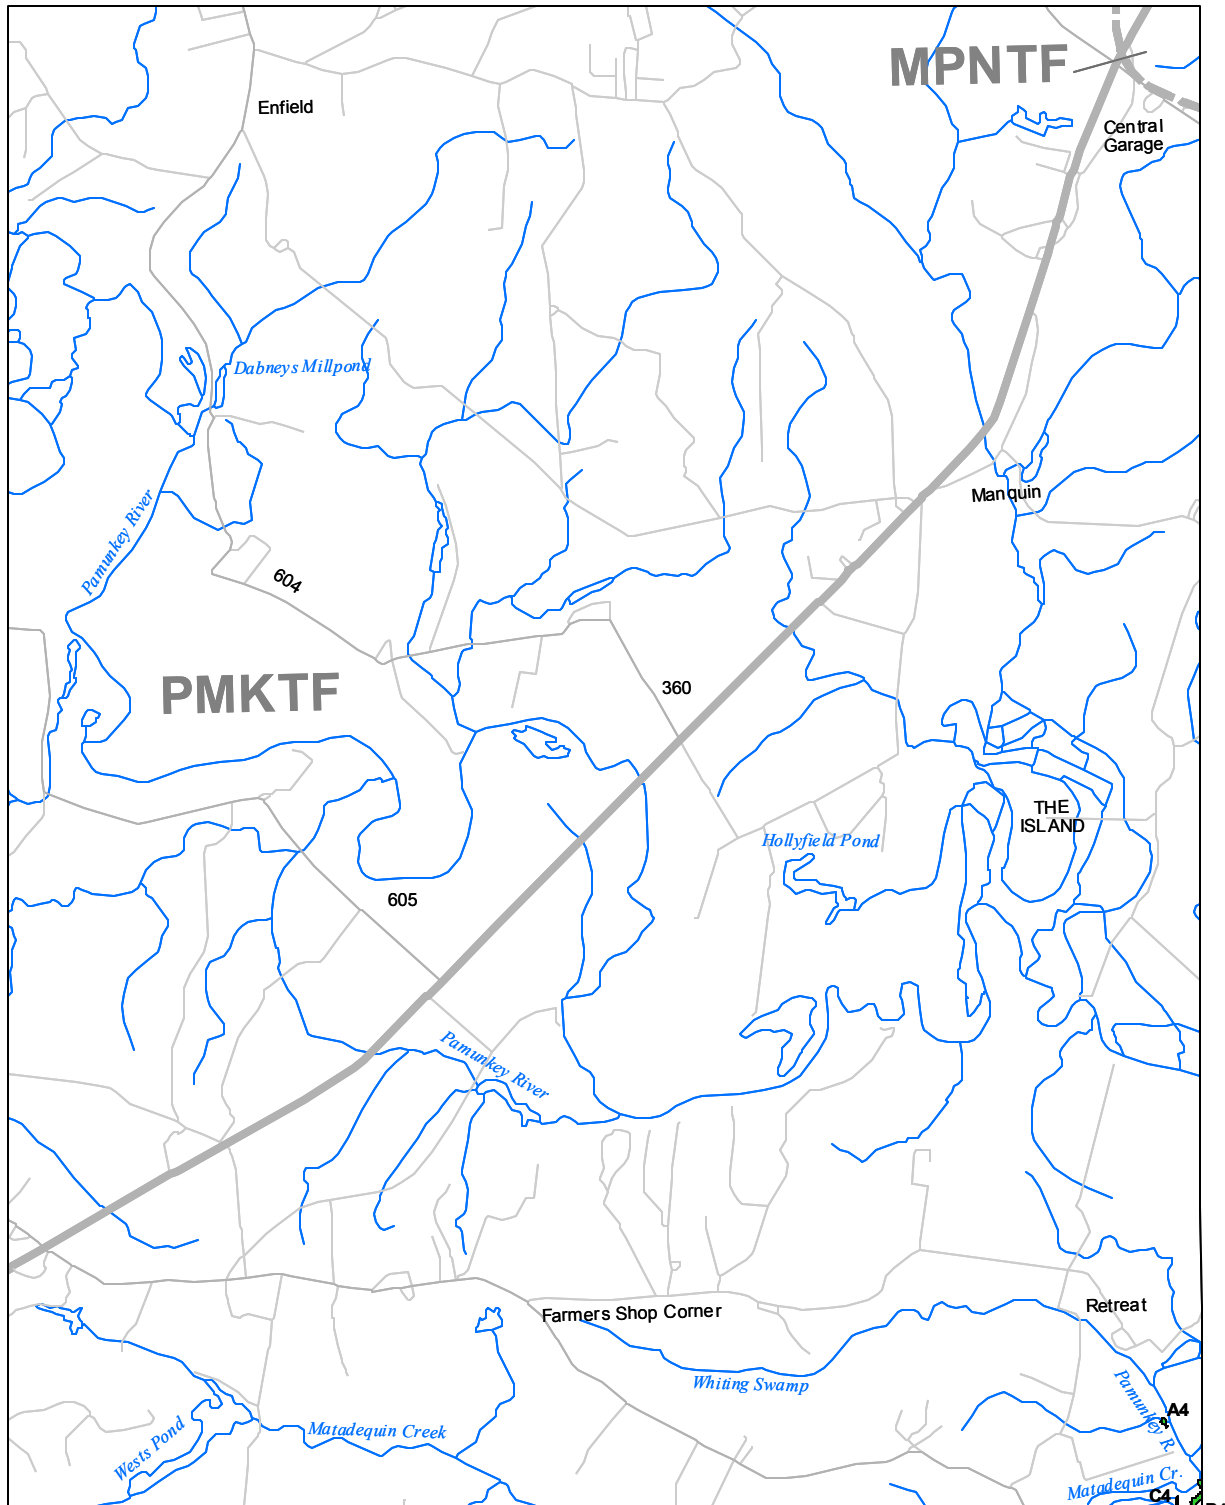 MPNTF
Enfield
Central
Garage
Dabneys Millpond
Manquin
Pamunkey River
604
PMKTF
360
THE
ISLAND
Hollyfield Pond
605
Pamunkey River
Retreat
Farmers Shop Corner
Whiting Swamp
Pamunkey R.
A4
Matadequin Creek
Wests Pond
Matadequin Cr.
C4